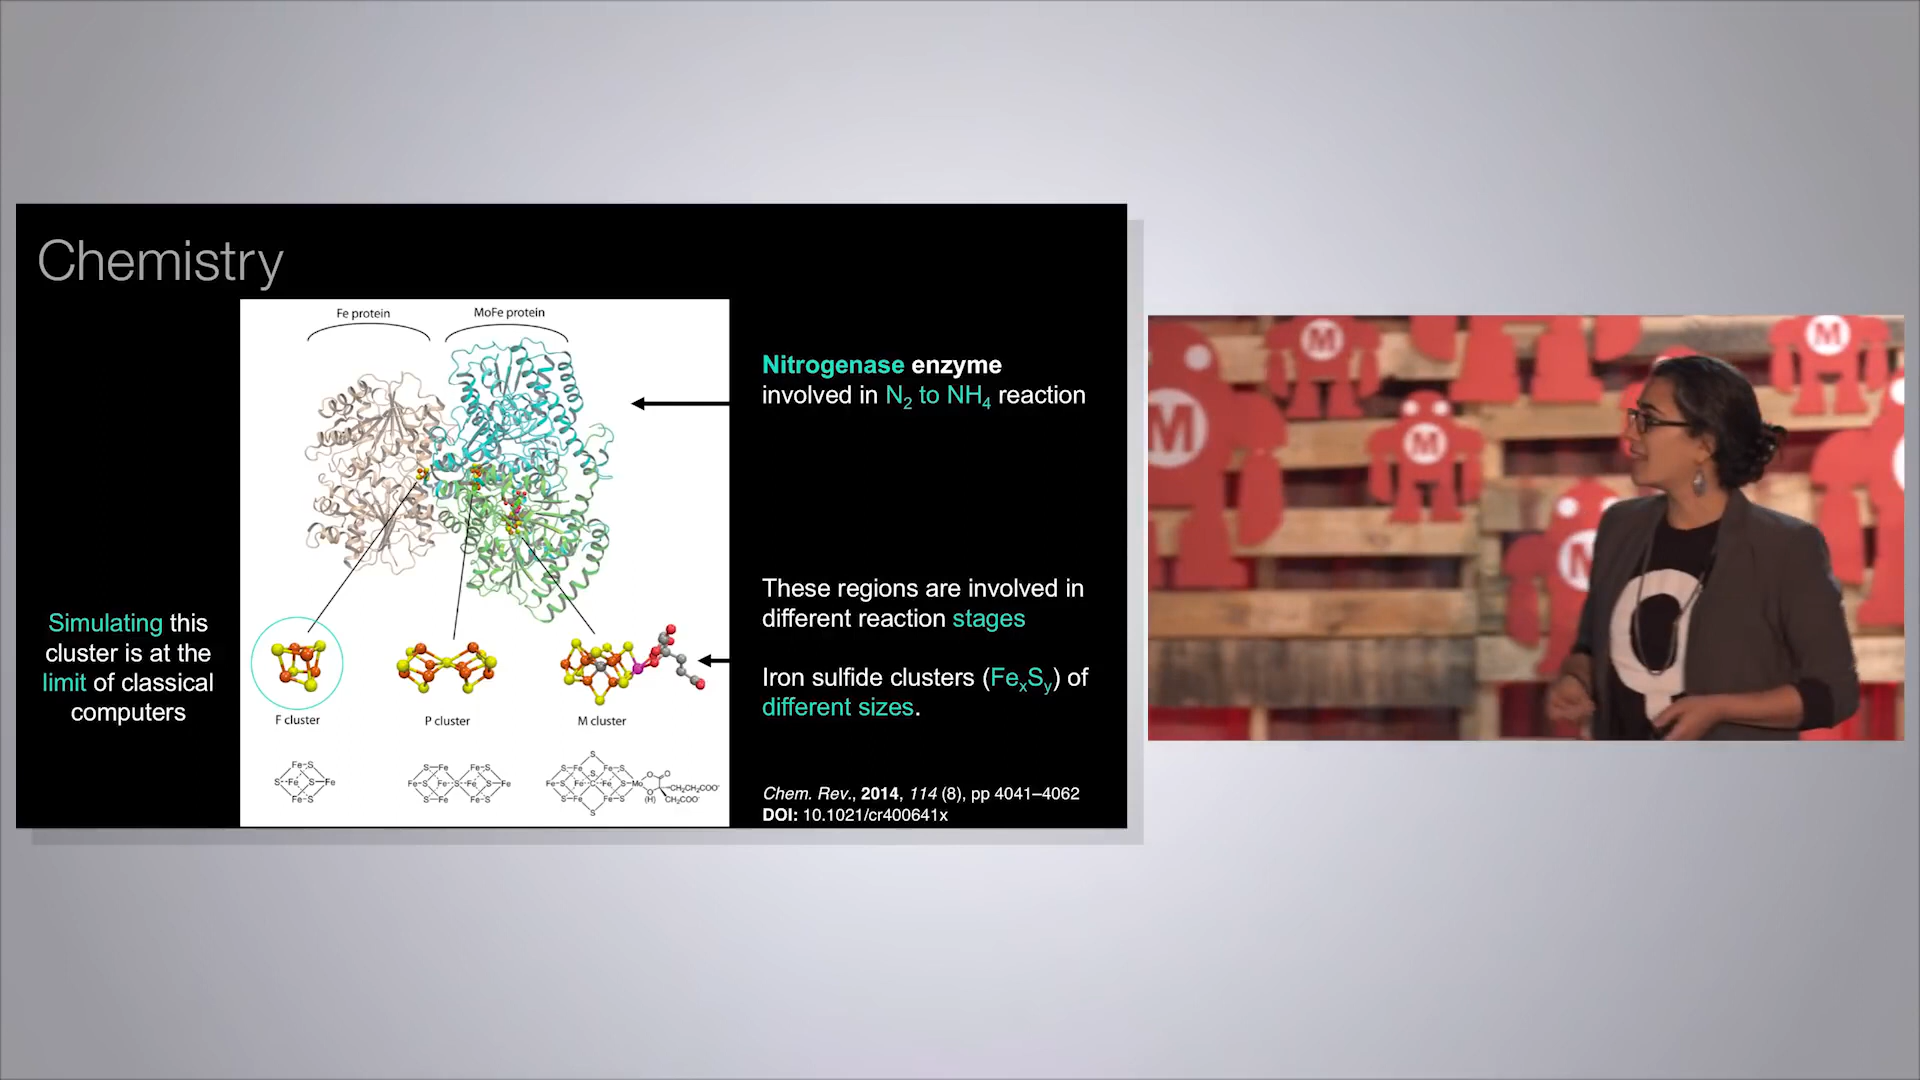 Chemistry
Fe protein
MoFe protein
Nitrogenase enzyme
involved in N2 to NH4 reaction
These regions are involved in
different reaction stages
Iron sulfide clusters (FexSy) of
different sizes.
Simulating this
cluster is at the
limit of classical
computers
F cluster
P cluster
M cluster
Chem. Rev., 2014, 114 (8), pp 4041–4062
DOI: 10.1021/cr400641x
M
M
M
M
M